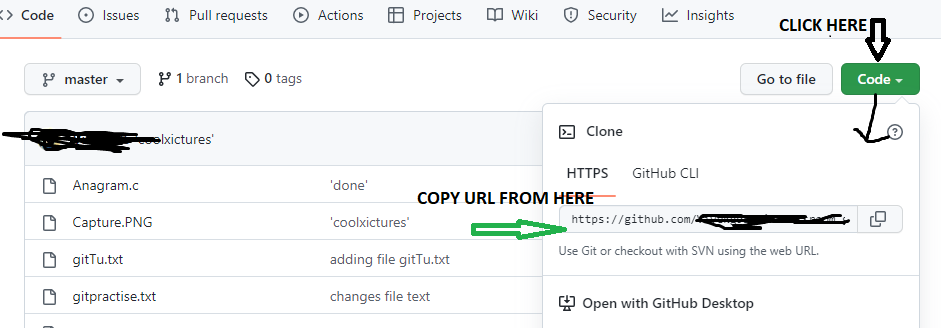 Code Issues Pull requests Actions Projects Wiki Security Insights
CLICK HERE
master 1 branch 0 tags Go to file Code
coolxictures'
Clone ?
HTTPS GitHub CLI
Anagram.c 'done'
COPY URL FROM HERE
https://github.com/
Capture.PNG 'coolxictures'
Use Git or checkout with SVN using the web URL.
gitTu.txt adding file gitTu.txt
gitpractise.txt changes file text
Open with GitHub Desktop